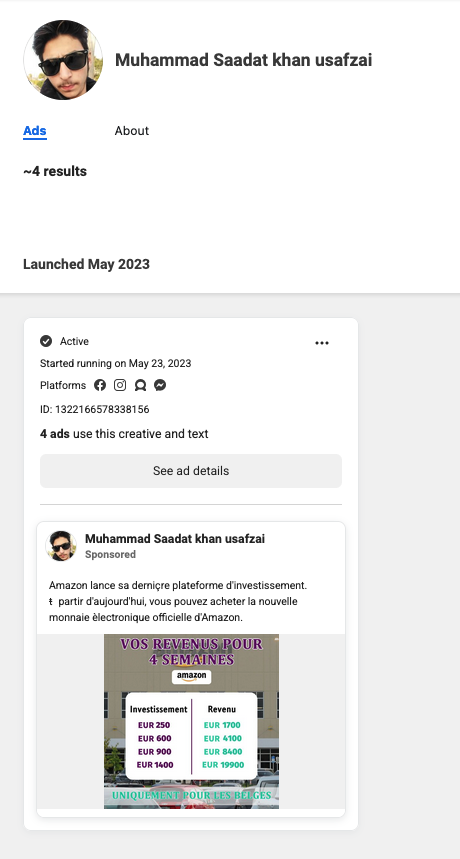 Muhammad Saadat khan usafzai
Ads
About
~4 results
Launched May 2023
Active
Started running on May 23, 2023
Platforms
ID: 1322166578338156
4 ads use this creative and text
See ad details
Muhammad Saadat khan usafzai
Sponsored
Amazon lance sa derniçre plateforme d'investissement.
ŧ partir d'aujourd'hui, vous pouvez acheter la nouvelle
monnaie èlectronique officielle d'Amazon.
VOS REVENUS POUR
4 SEMAINES
amazon
Investissement Revenu
EUR 250 EUR 1700
EUR 600 EUR 4100
EUR 900 EUR 8400
EUR 1400 EUR 19900
UNIQUEMENT POUR LES BELGES